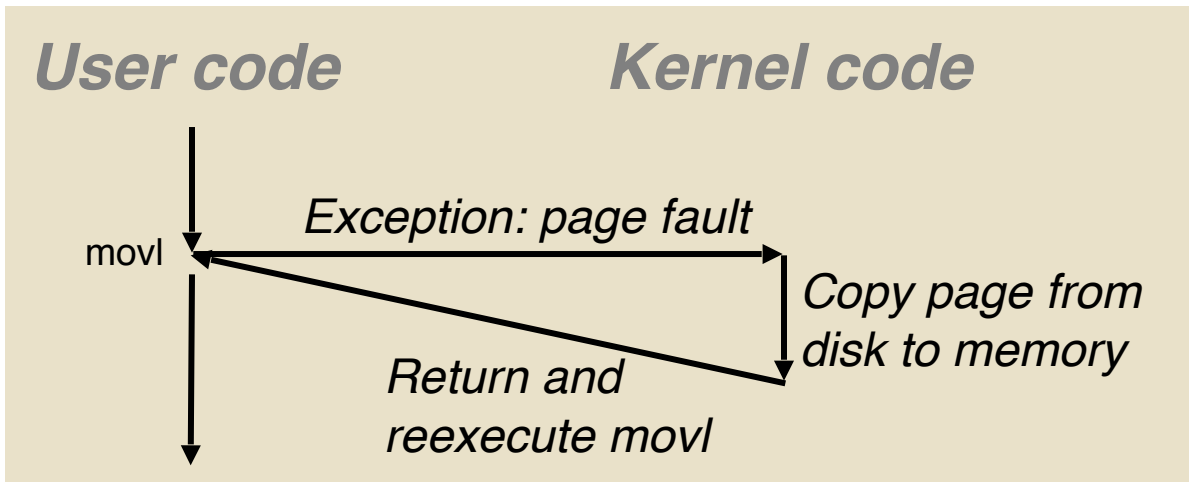 User code
Kernel code
Exception: page fault
movl
Copy page from
disk to memory
Return and
reexecute movl